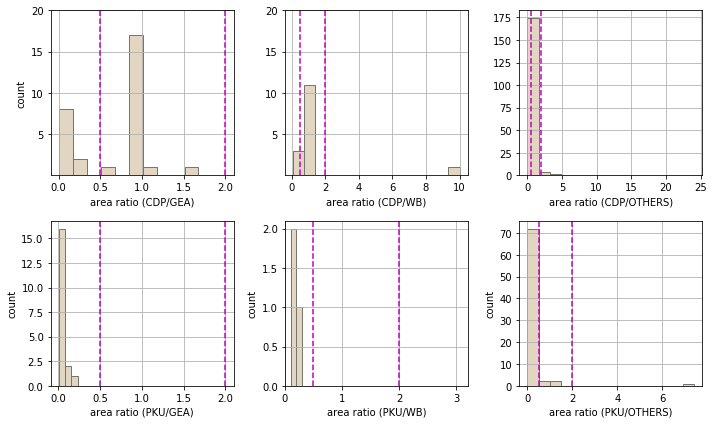 20
15
10
5
count
0.0 0.5 1.0 1.5 2.0
area ratio (CDP/GEA)
20
15
10
5
0 2 4 6 8 10
area ratio (CDP/WB)
175
150
125
100
75
50
25
0
0 5 10 15 20 25
area ratio (CDP/OTHERS)
15.0
12.5
10.0
7.5
5.0
2.5
0.0
count
0.0 0.5 1.0 1.5 2.0
area ratio (PKU/GEA)
2.0
1.5
1.0
0.5
0.0
count
0 1 2 3
area ratio (PKU/WB)
70
60
50
40
30
20
10
0
count
0 2 4 6
area ratio (PKU/OTHERS)